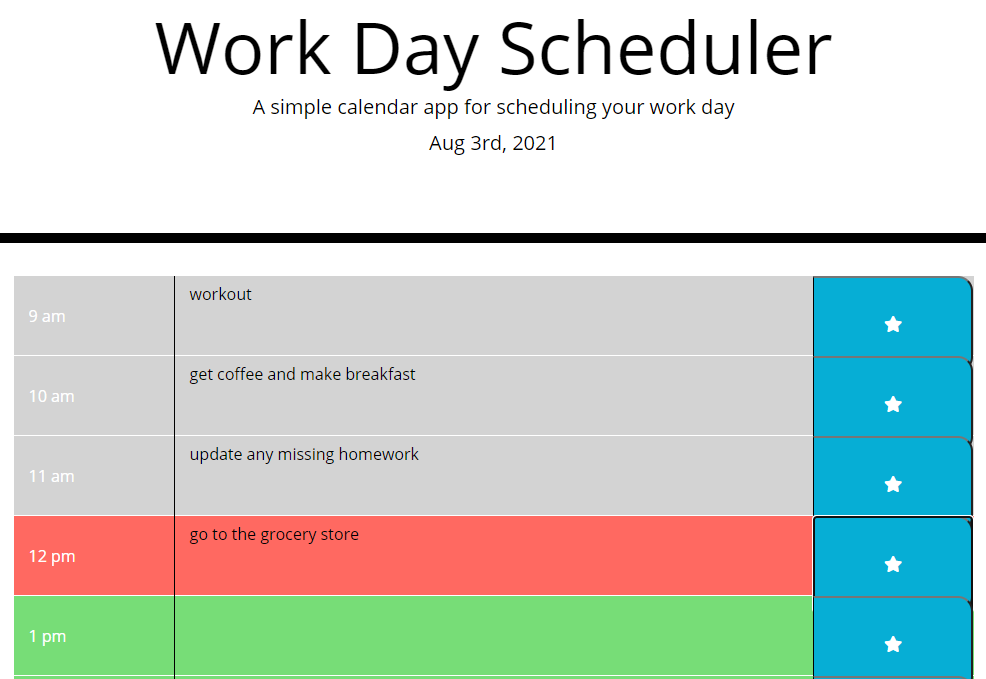 Work Day Scheduler
A simple calendar app for scheduling your work day
Aug 3rd, 2021
9 am
workout
10 am
get coffee and make breakfast
11 am
update any missing homework
12 pm
go to the grocery store
1 pm